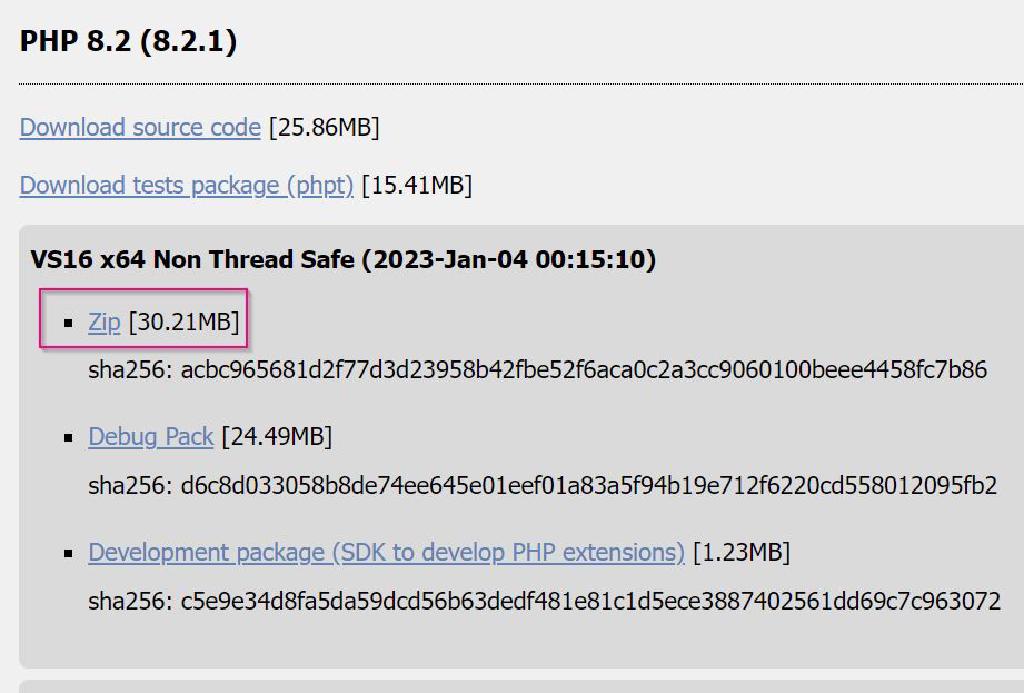 PHP 8.2 (8.2.1)
Download source code [25.86MB]
Download tests package (phpt) [15.41MB]
VS16 x64 Non Thread Safe (2023-Jan-04 00:15:10)
Zip [30.21MB]
sha256: acbc965681d2f77d3d23958b42fbe52f6aca0c2a3cc9060100beee4458fc7b86
Debug Pack [24.49MB]
sha256: d6c8d033058b8de74ee645e01eef01a83a5f94b19e712f6220cd558012095fb2
Development package (SDK to develop PHP extensions) [1.23MB]
sha256: c5e9e34d8fa5da59dcd56b63dedf481e81c1d5ece3887402561dd69c7c963072